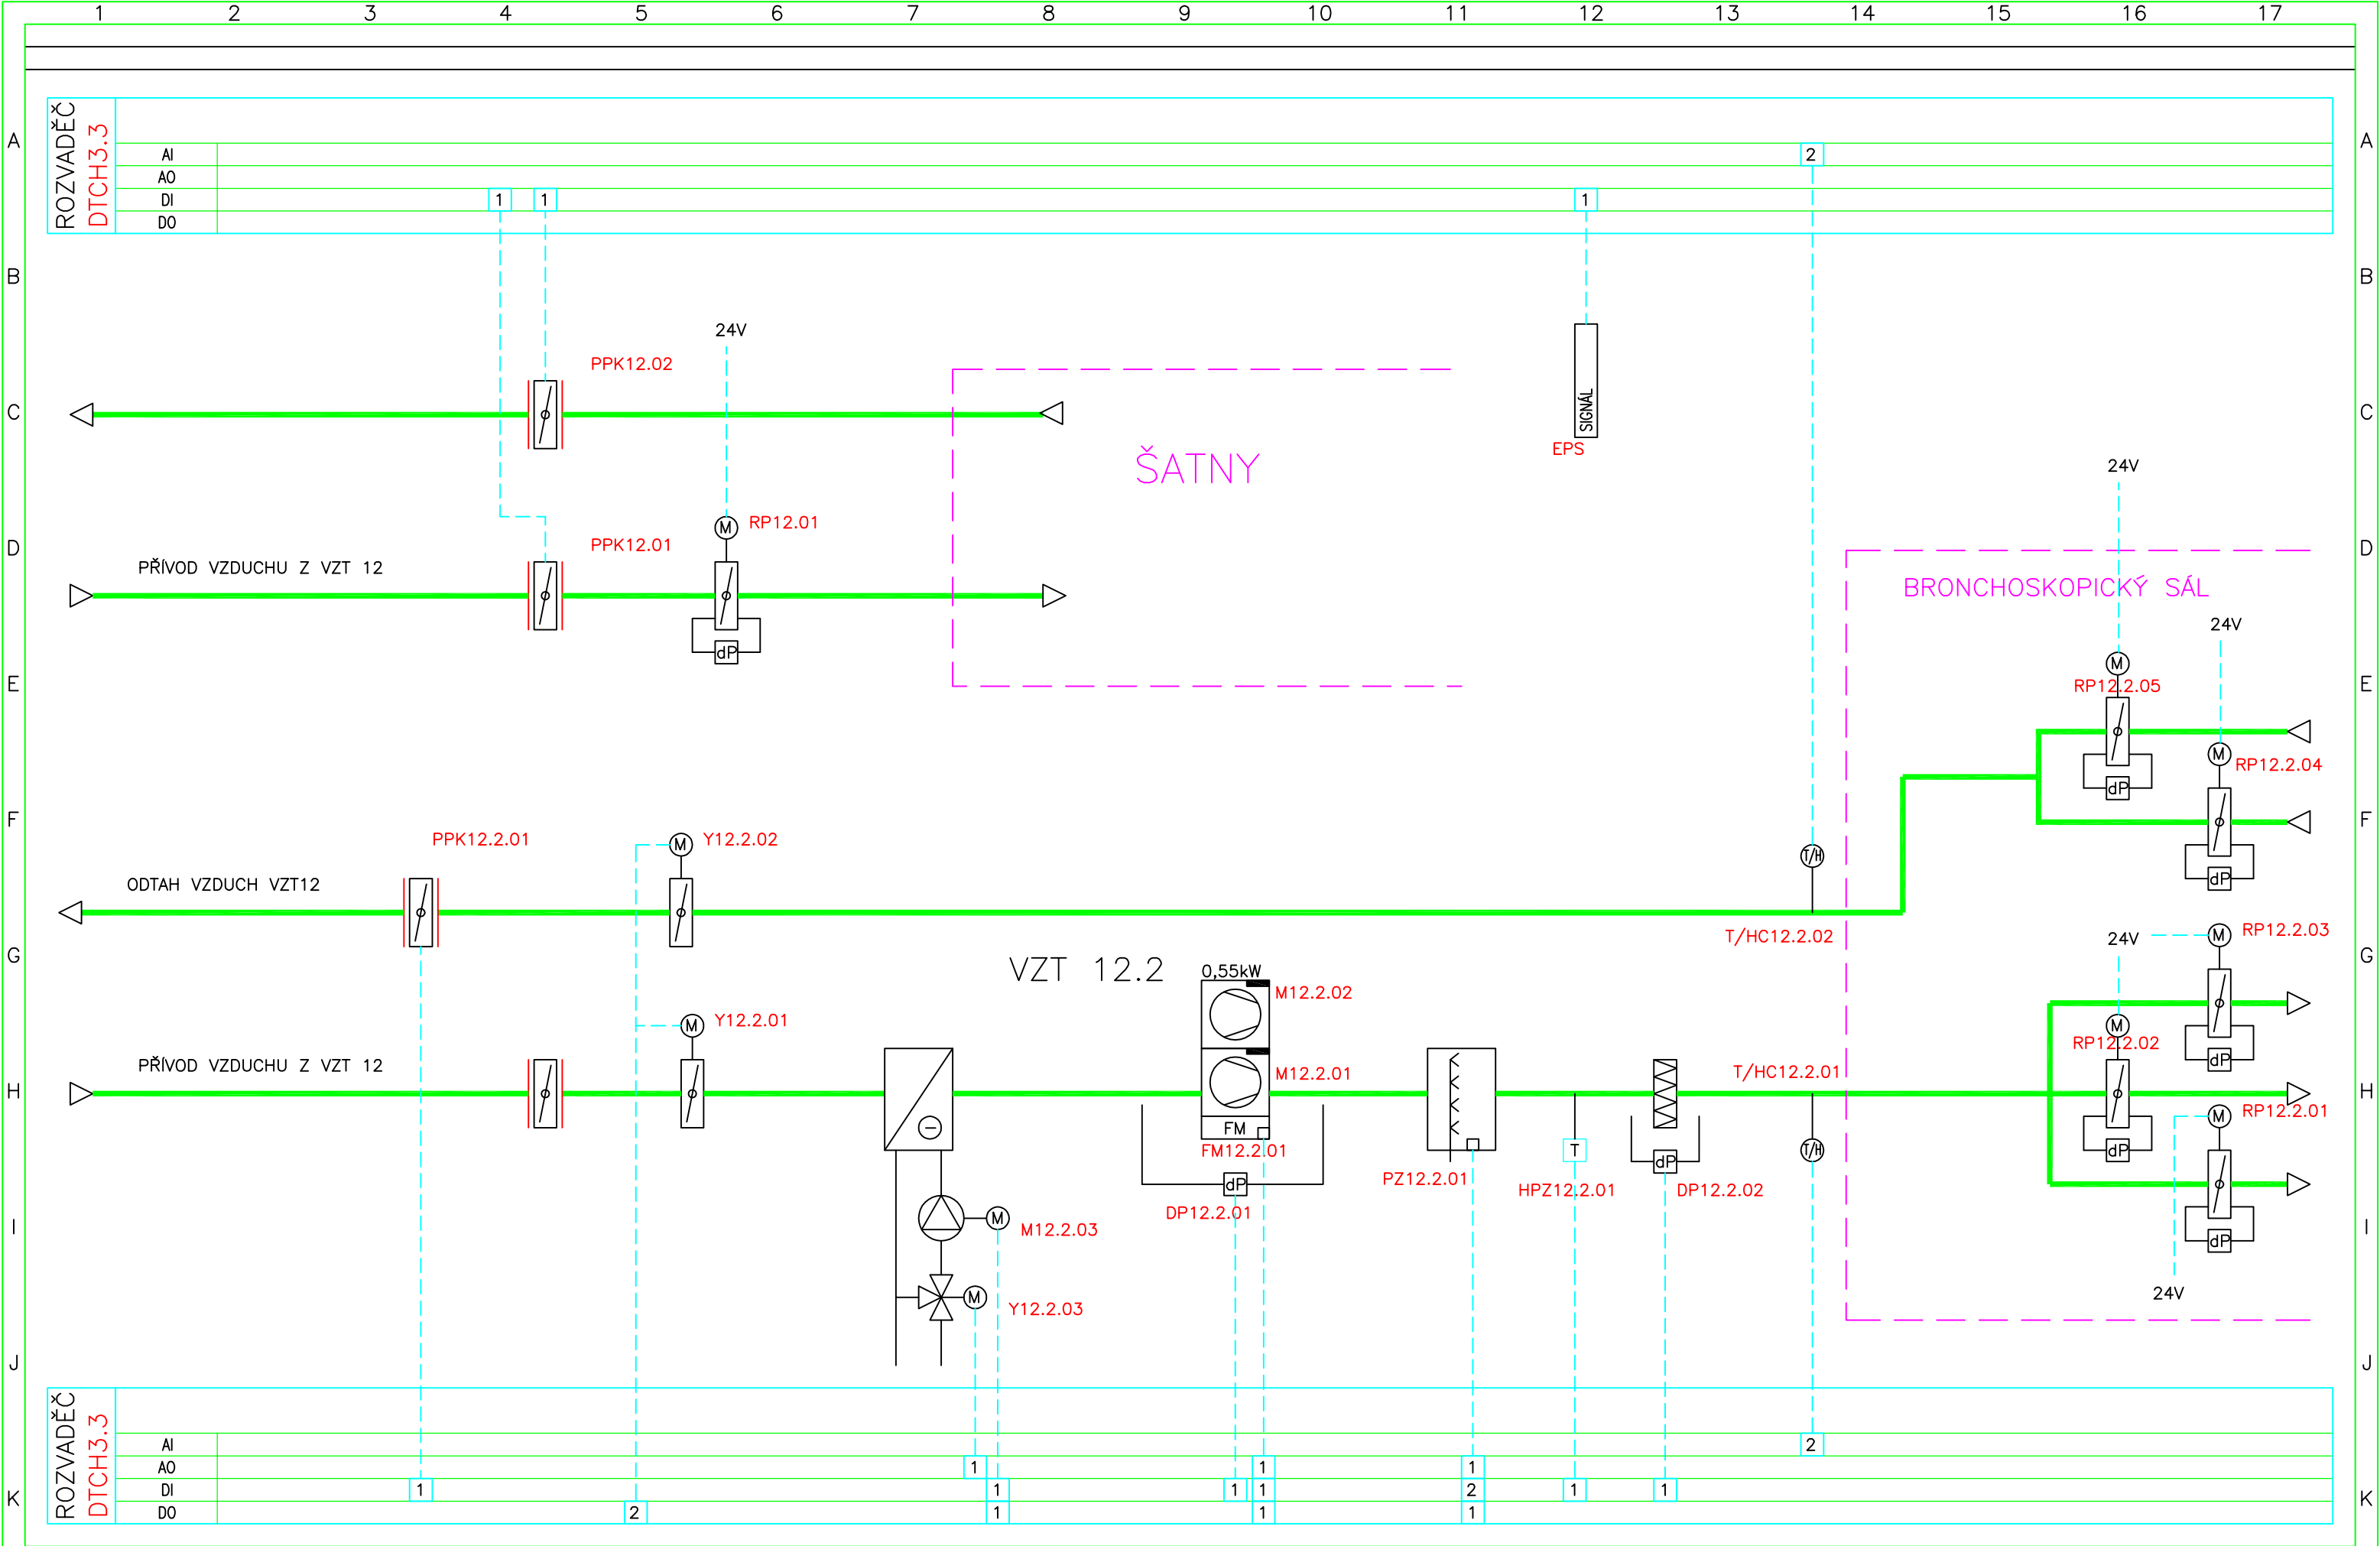 1 2 3 4 5 6 7 8 9 10 11 12 13 14 15 16 17
A A
ROZVADĚČ
DTCH3.3
AI 2
AO
DI 1 1 1
DO
B B
24V
PPK12.02
C C
SIGNÁL
EPS
ŠATNY
24V
M RP12.01
PPK12.01
D D
PŘÍVOD VZDUCHU Z VZT 12
BRONCHOSKOPICKÝ SÁL
24V
dP
M
E E
RP12.2.05
M
RP12.2.04
dP
F F
PPK12.2.01
M Y12.2.02
T/H
ODTAH VZDUCH VZT12
dP
T/HC12.2.02
24V
M RP12.2.03
G G
VZT 12.2
0,55kW
M12.2.02
M Y12.2.01
M
RP12.2.02
dP
PŘÍVOD VZDUCHU Z VZT 12
M12.2.01
T/HC12.2.01
H H
M RP12.2.01
FM
FM12.2.01
T
T/H
dP
dP
PZ12.2.01
HPZ12.2.01
DP12.2.02
dP
DP12.2.01
M
M12.2.03
I I
dP
24V
M
Y12.2.03
J J
ROZVADĚČ
DTCH3.3
AI 2
AO 1 1 1
DI 1 1 1 1 2 1 1
DO 2 1 1 1
K K